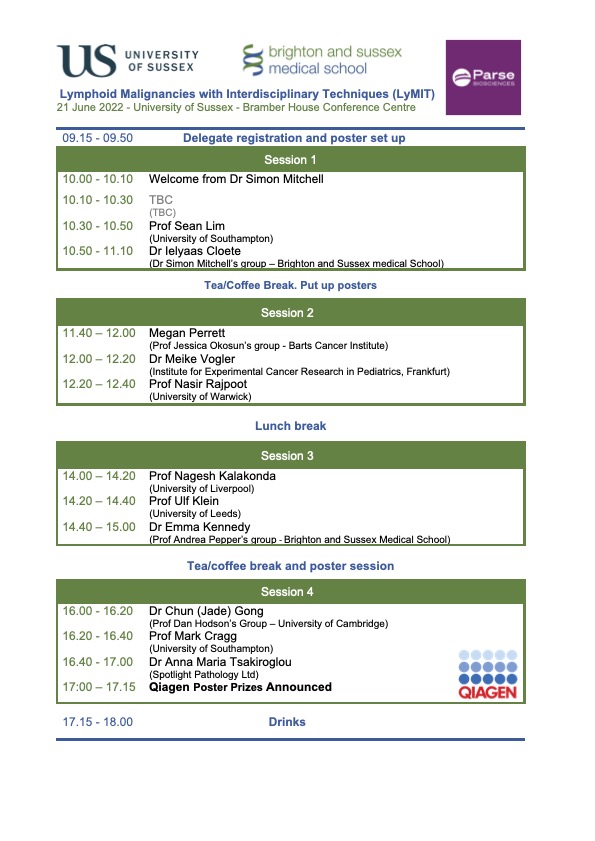 US UNIVERSITY
OF SUSSEX
brighton and sussex
medical school
Parse
BIOSCIENCES
Lymphoid Malignancies with Interdisciplinary Techniques (LyMIT)
21 June 2022 - University of Sussex - Bramber House Conference Centre
09.15 - 09.50 Delegate registration and poster set up
Session 1
10.00 - 10.10 Welcome from Dr Simon Mitchell
10.10 - 10.30 TBC
(TBC)
10.30 - 10.50 Prof Sean Lim
(University of Southampton)
10.50 - 11.10 Dr Ielyaas Cloete
(Dr Simon Mitchell's group – Brighton and Sussex medical School)
Tea/Coffee Break. Put up posters
Session 2
11.40 – 12.00 Megan Perrett
(Prof Jessica Okosun's group - Barts Cancer Institute)
12.00 – 12.20 Dr Meike Vogler
(Institute for Experimental Cancer Research in Pediatrics, Frankfurt)
12.20 - 12.40 Prof Nasir Rajpoot
(University of Warwick)
Lunch break
Session 3
14.00 – 14.20 Prof Nagesh Kalakonda
(University of Liverpool)
14.20 – 14.40 Prof Ulf Klein
(University of Leeds)
14.40 – 15.00 Dr Emma Kennedy
(Prof Andrea Pepper's group - Brighton and Sussex Medical School)
Tea/coffee break and poster session
Session 4
16.00 - 16.20 Dr Chun (Jade) Gong
(Prof Dan Hodson's Group – University of Cambridge)
16.20 - 16.40 Prof Mark Cragg
(University of Southampton)
16.40 - 17.00 Dr Anna Maria Tsakiroglou
(Spotlight Pathology Ltd)
17:00 – 17.15 Qiagen Poster Prizes Announced
QIAGEN
17.15 - 18.00 Drinks